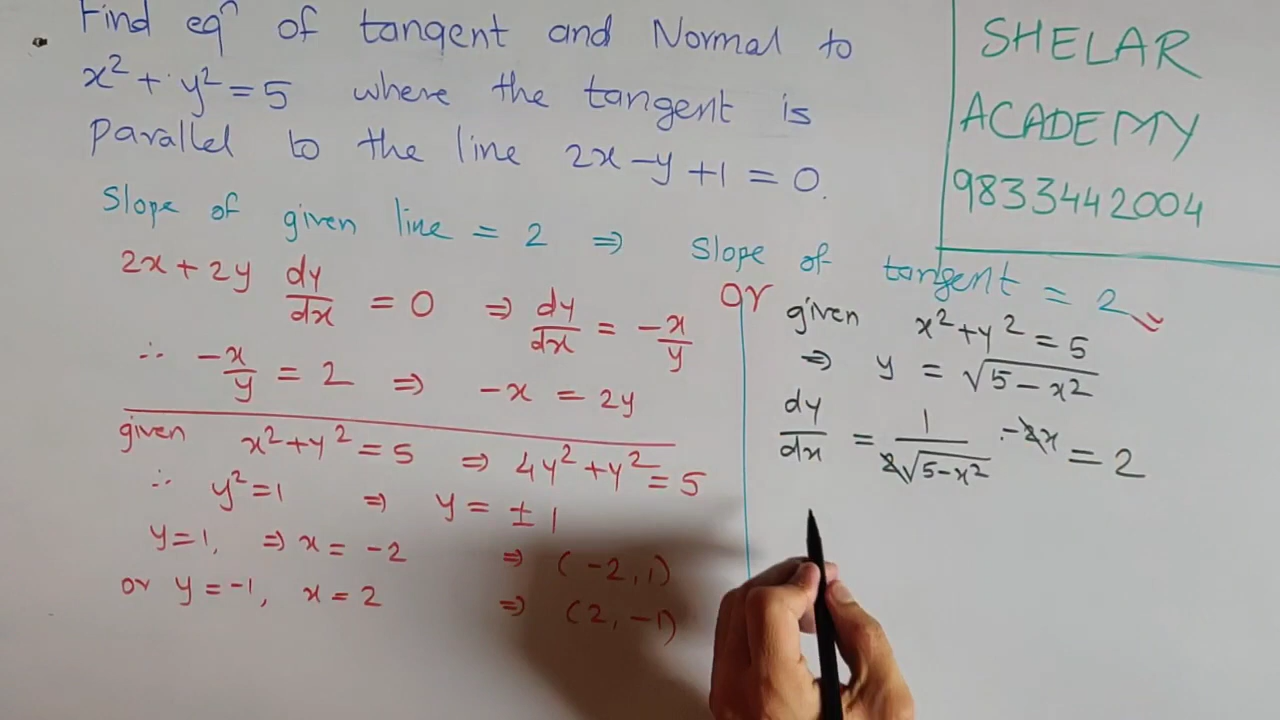 Find eqⁿ of tangent and Normal to
x² + y² = 5 where the tangent is
parallel to the line 2x - y + 1 = 0.
SHELAR
ACADEMY
9833442004
Slope of given line = 2 ⇒ Slope of tangent = 2
2x + 2y dy/dx = 0 ⇒ dy/dx = -x/y
∴ -x/y = 2 ⇒ -x = 2y
given x² + y² = 5 ⇒ 4y² + y² = 5
∴ y² = 1 ⇒ y = ± 1
y = 1, ⇒ x = -2 ⇒ (-2, 1)
or y = -1, x = 2 ⇒ (2, -1)
or
given x² + y² = 5
⇒ y = √(5 - x²)
dy/dx = 1/(2√(5 - x²)) · -2x = 2